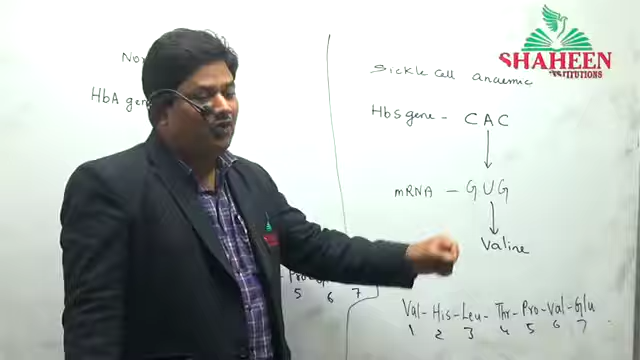 SHAHEEN
INSTITUTIONS
HbA gene
5 6 7
Sickle cell anaemic
Hbs gene - CAC
mRNA - GUG
Valine
Val-His-Leu-Thr-Pro-Val-Glu
1 2 3 4 5 6 7